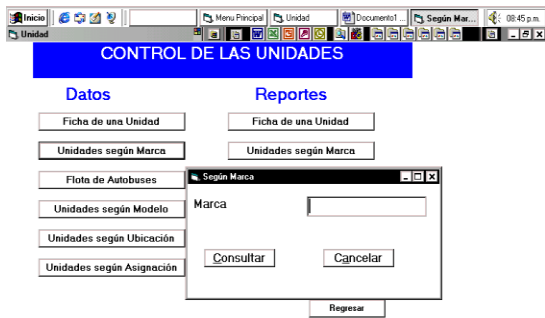 Inicio Menu Principal Unidad Documento1 ... Según Mar... 08:45 p.m.
Unidad
CONTROL DE LAS UNIDADES
Datos Reportes
Ficha de una Unidad Ficha de una Unidad
Unidades según Marca Unidades según Marca
Flota de Autobuses
Según Marca
Marca
Unidades según Modelo
Unidades según Ubicación
Consultar Cancelar
Unidades según Asignación
Regresar